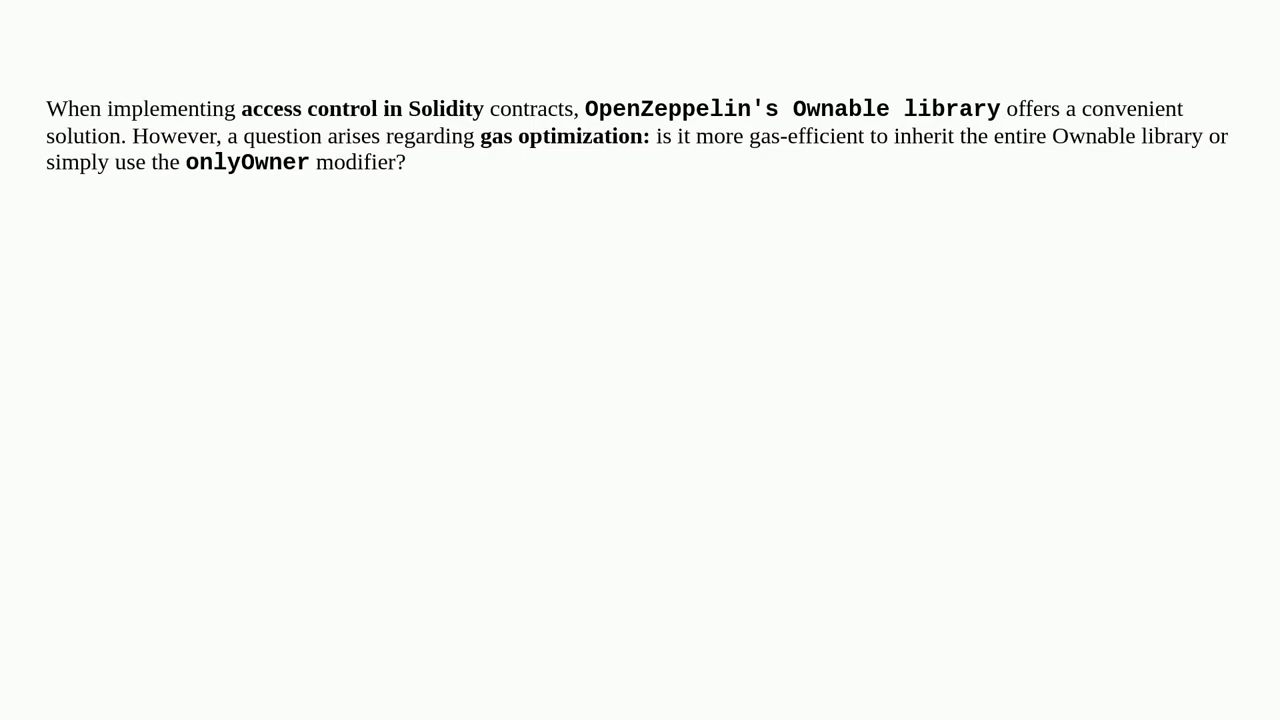 When implementing access control in Solidity contracts, OpenZeppelin's Ownable library offers a convenient
solution. However, a question arises regarding gas optimization: is it more gas-efficient to inherit the entire Ownable library or
simply use the onlyOwner modifier?